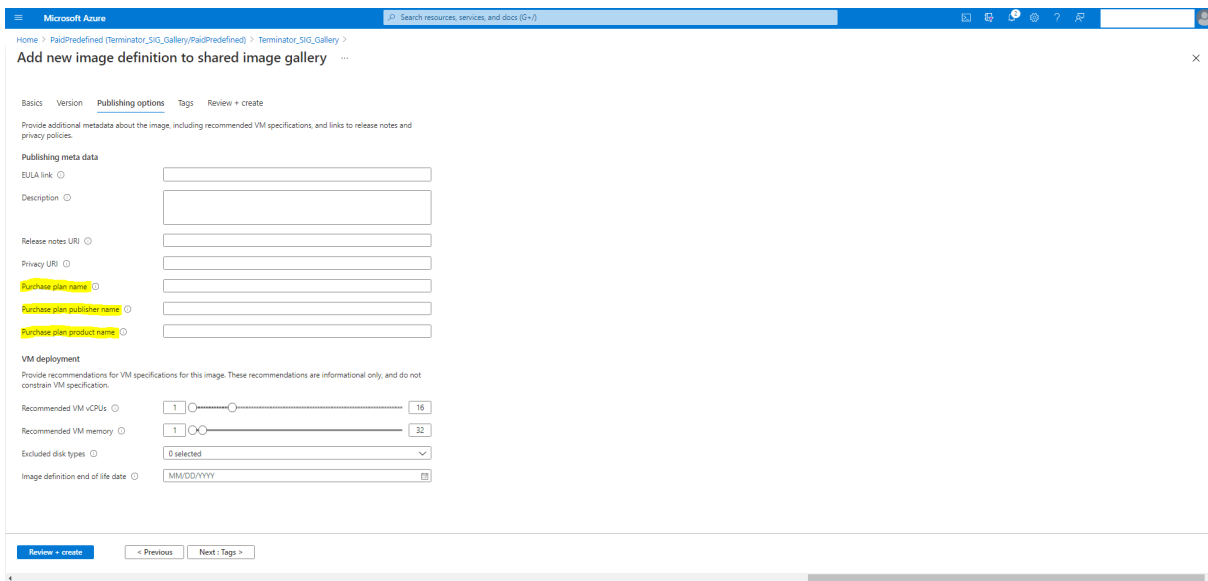 Microsoft Azure
Search resources, services, and docs (G+/)
2
Home > PaidPredefined (Terminator_SIG_Gallery/PaidPredefined) > Terminator_SIG_Gallery >
Add new image definition to shared image gallery ...
Basics Version Publishing options Tags Review + create
Provide additional metadata about the image, including recommended VM specifications, and links to release notes and
privacy policies.
Publishing meta data
EULA link
Description
Release notes URI
Privacy URI
Purchase plan name
Purchase plan publisher name
Purchase plan product name
VM deployment
Provide recommendations for VM specifications for this image. These recommendations are informational only, and do not
constrain VM specification.
Recommended VM vCPUs 1 16
Recommended VM memory 1 32
Excluded disk types 0 selected
Image definition end of life date MM/DD/YYYY
Review + create < Previous Next : Tags >